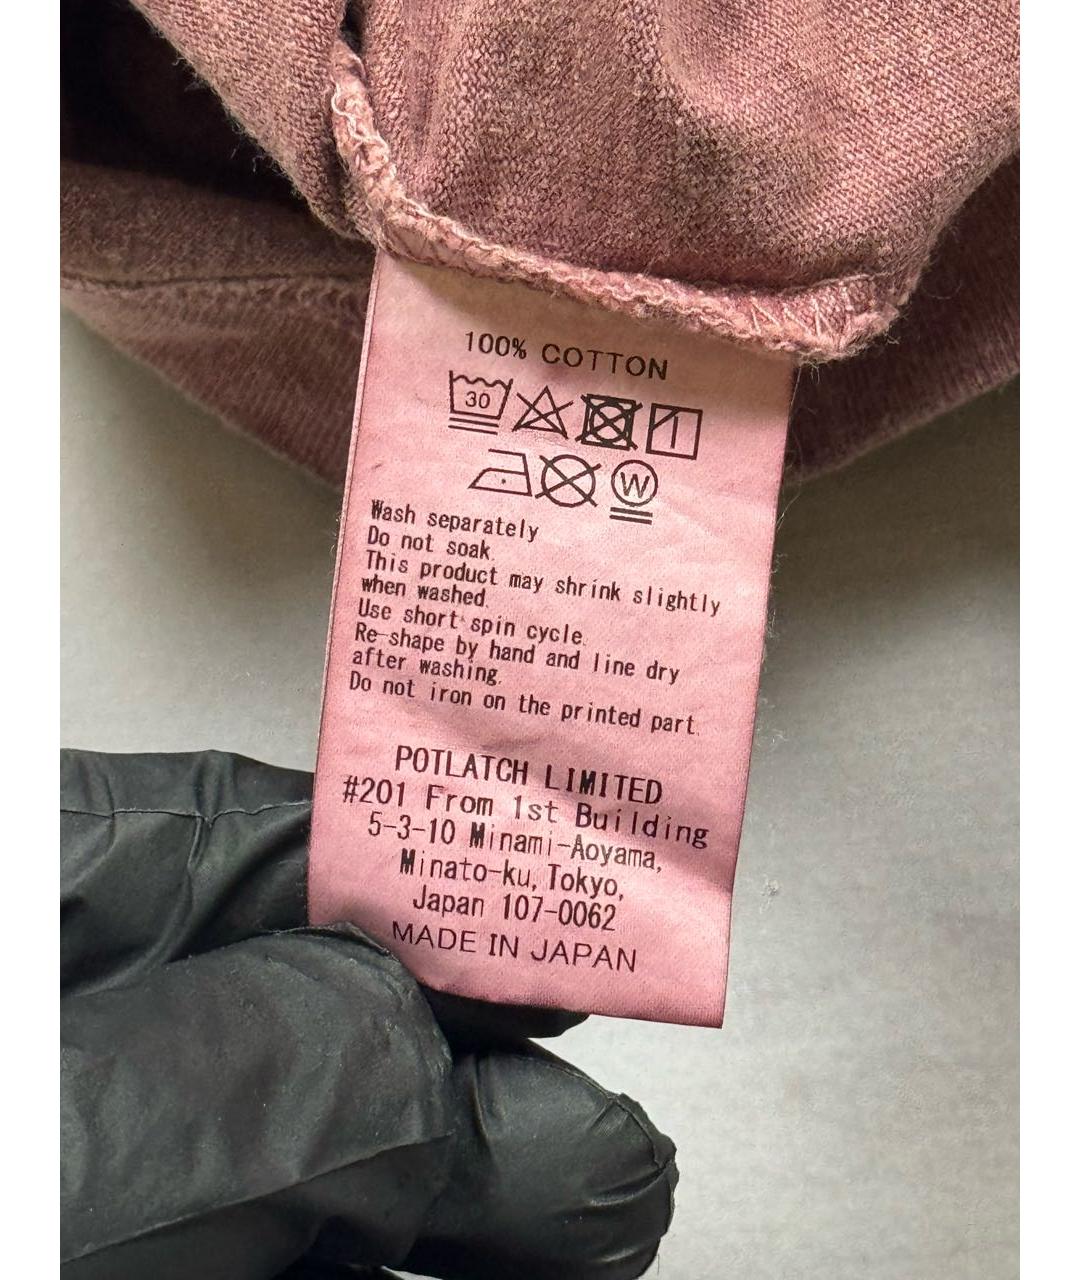 100% COTTON
30
W
Wash separately
Do not soak.
This product may shrink slightly
when washed.
Use short spin cycle.
Re-shape by hand and line dry
after washing.
Do not iron on the printed part.
POTLATCH LIMITED
#201 From 1st Building
5-3-10 Minami-Aoyama,
Minato-ku, Tokyo,
Japan 107-0062
MADE IN JAPAN